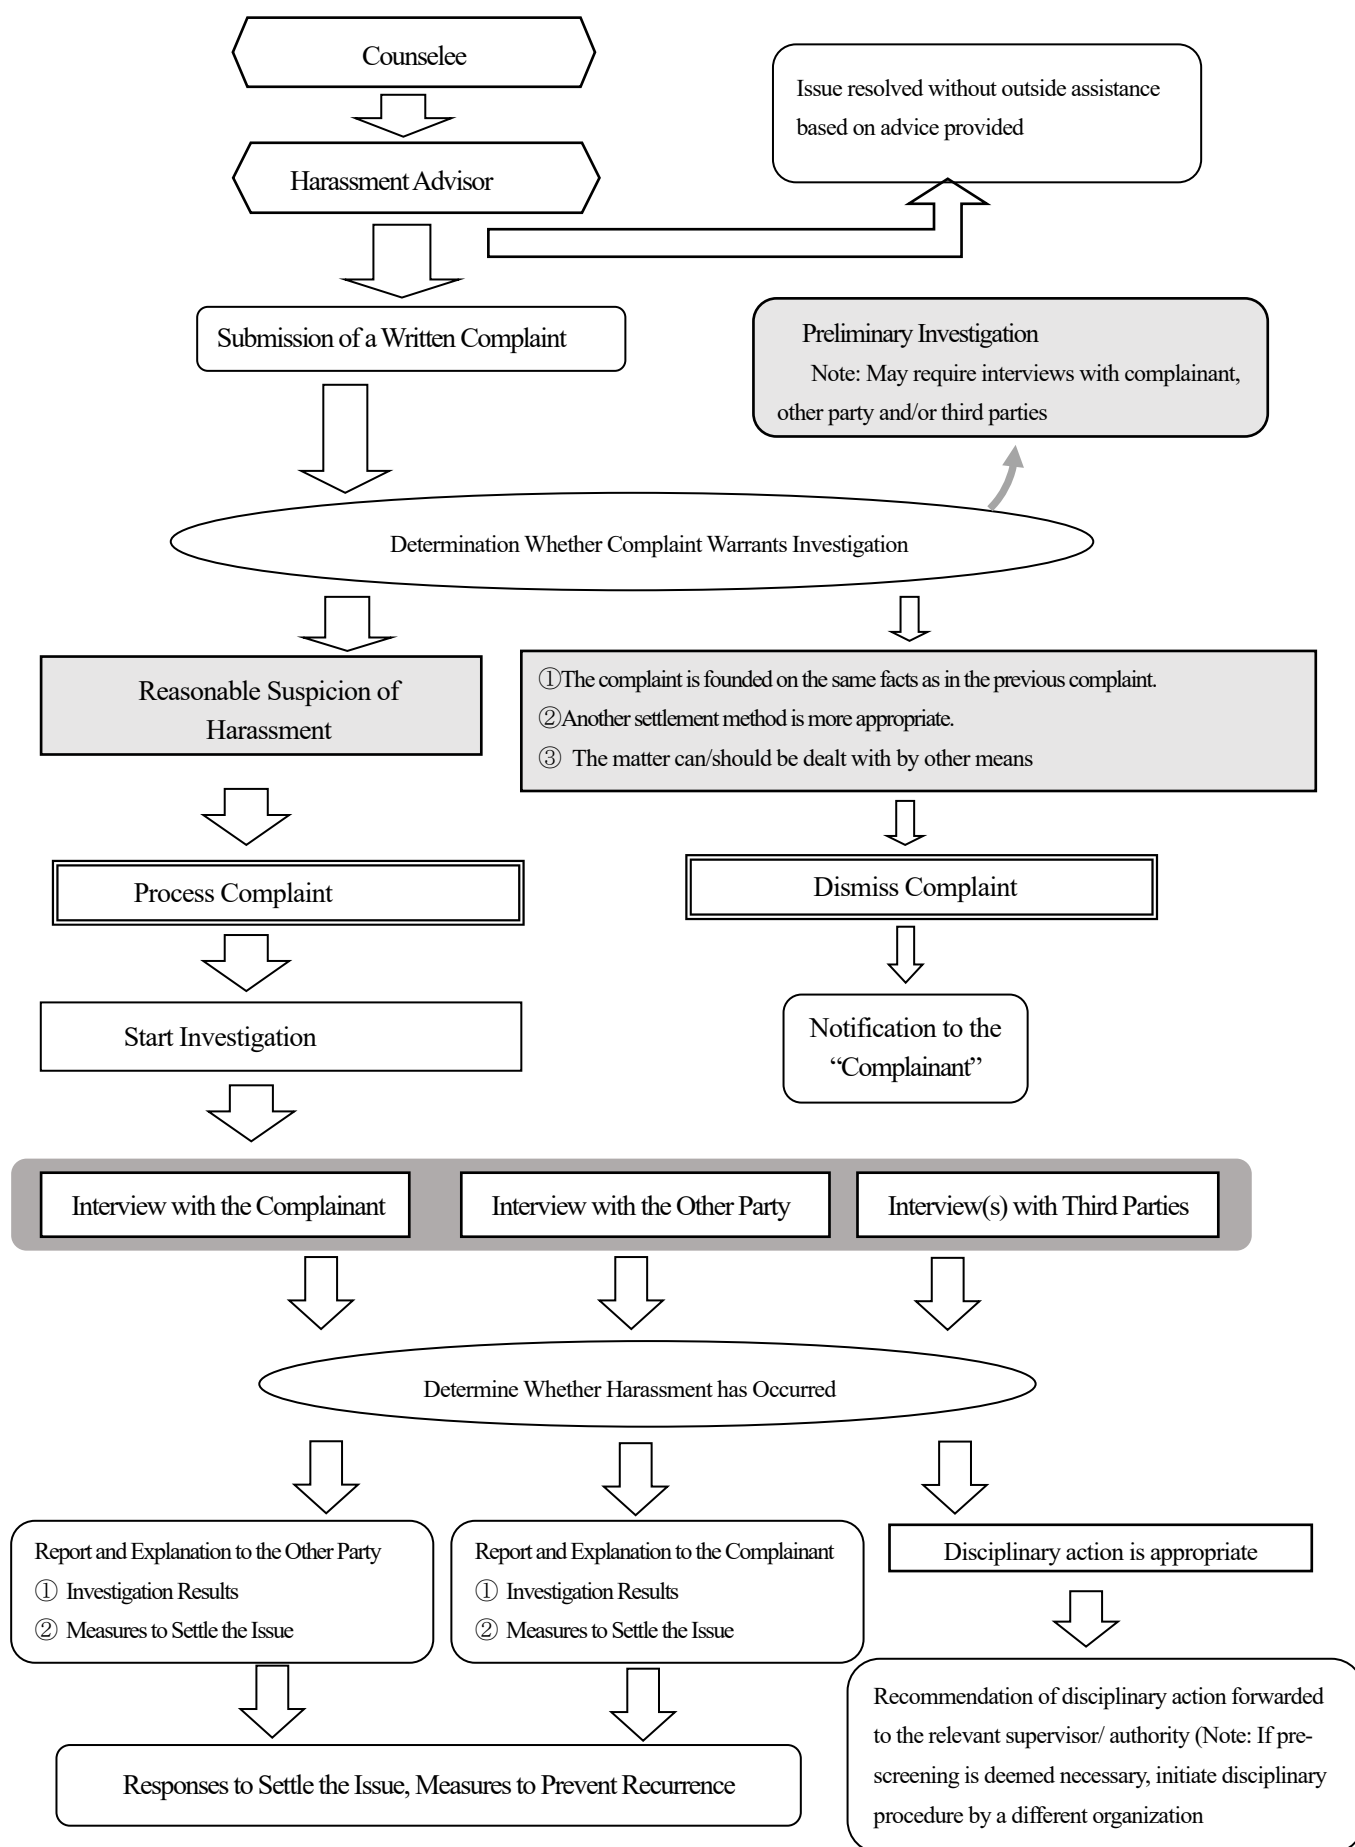 Counselee
Issue resolved without outside assistance
based on advice provided
Harassment Advisor
Submission of a Written Complaint
Preliminary Investigation
Note: May require interviews with complainant,
other party and/or third parties
Determination Whether Complaint Warrants Investigation
Reasonable Suspicion of
Harassment
①The complaint is founded on the same facts as in the previous complaint.
②Another settlement method is more appropriate.
③ The matter can/should be dealt with by other means
Process Complaint
Dismiss Complaint
Start Investigation
Notification to the
“Complainant”
Interview with the Complainant
Interview with the Other Party
Interview(s) with Third Parties
Determine Whether Harassment has Occurred
Report and Explanation to the Other Party
① Investigation Results
② Measures to Settle the Issue
Report and Explanation to the Complainant
① Investigation Results
② Measures to Settle the Issue
Disciplinary action is appropriate
Recommendation of disciplinary action forwarded
to the relevant supervisor/ authority (Note: If pre-
screening is deemed necessary, initiate disciplinary
procedure by a different organization
Responses to Settle the Issue, Measures to Prevent Recurrence